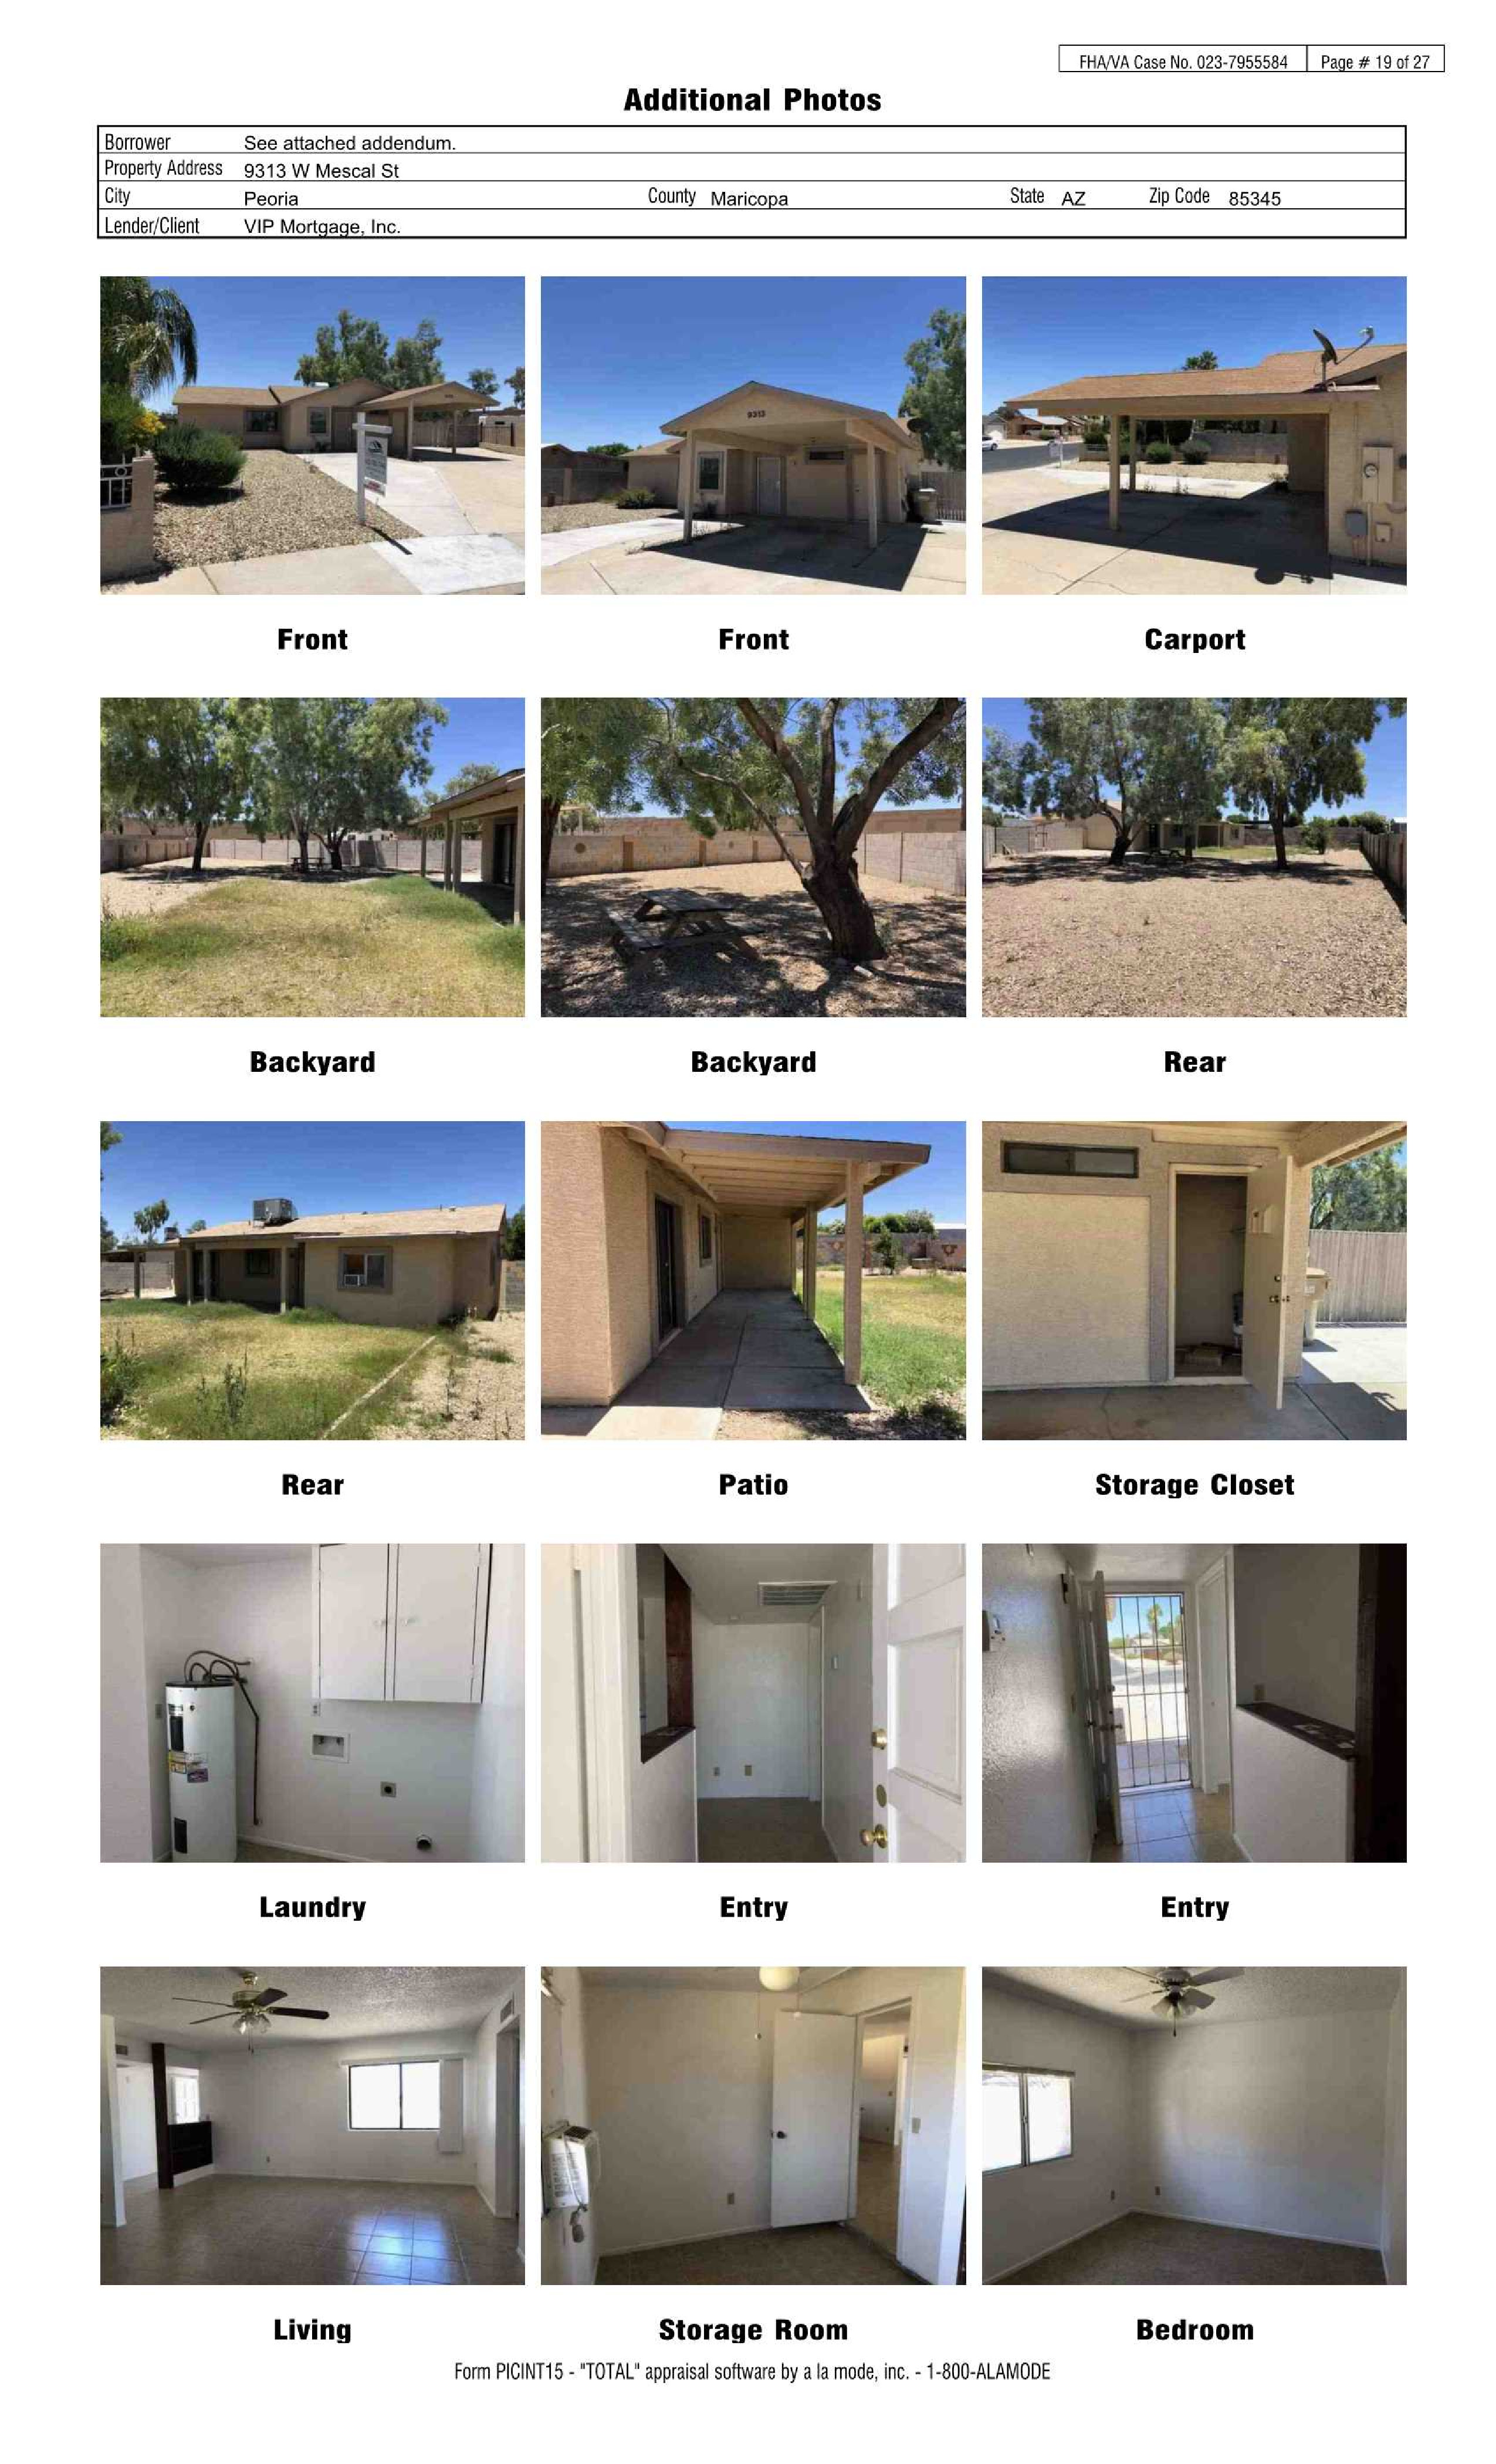 FHA/VA Case No. 023-7955584 Page # 19 of 27
Additional Photos
Borrower See attached addendum.
Property Address 9313 W Mescal St
City Peoria County Maricopa State AZ Zip Code 85345
Lender/Client VIP Mortgage, Inc.
9313
Front Front Carport
Backyard Backyard Rear
Rear Patio Storage Closet
Laundry Entry Entry
Living Storage Room Bedroom
Form PICINT15 - "TOTAL" appraisal software by a la mode, inc. - 1-800-ALAMODE